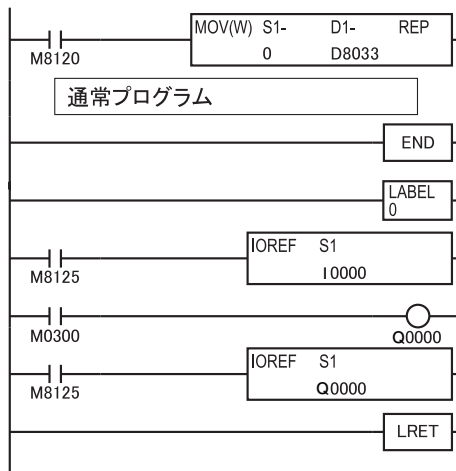 MOV(W) S1- D1- REP
0 D8033
M8120
通常プログラム
END
LABEL
0
IOREF S1
I0000
M8125
M0300
Q0000
IOREF S1
Q0000
M8125
LRET